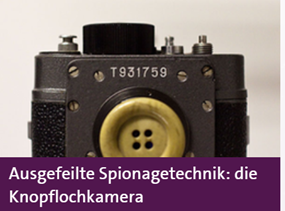 T931759
Ausgefeilte Spionagetechnik: die
Knopflochkamera